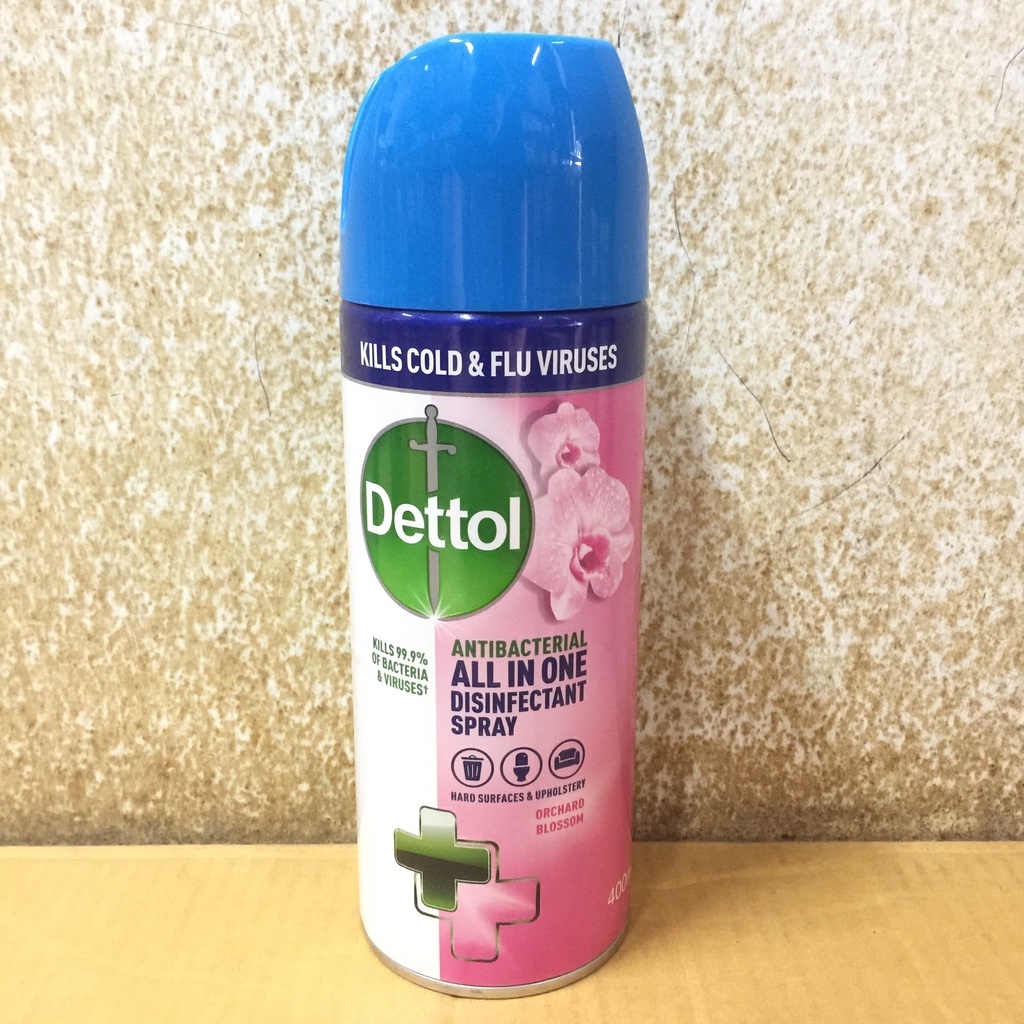 KILLS COLD & FLU VIRUSES
Dettol
KILLS 99.9%
OF BACTERIA
& VIRUSES†
ANTIBACTERIAL
ALL IN ONE
DISINFECTANT
SPRAY
HARD SURFACES & UPHOLSTERY
ORCHARD
BLOSSOM